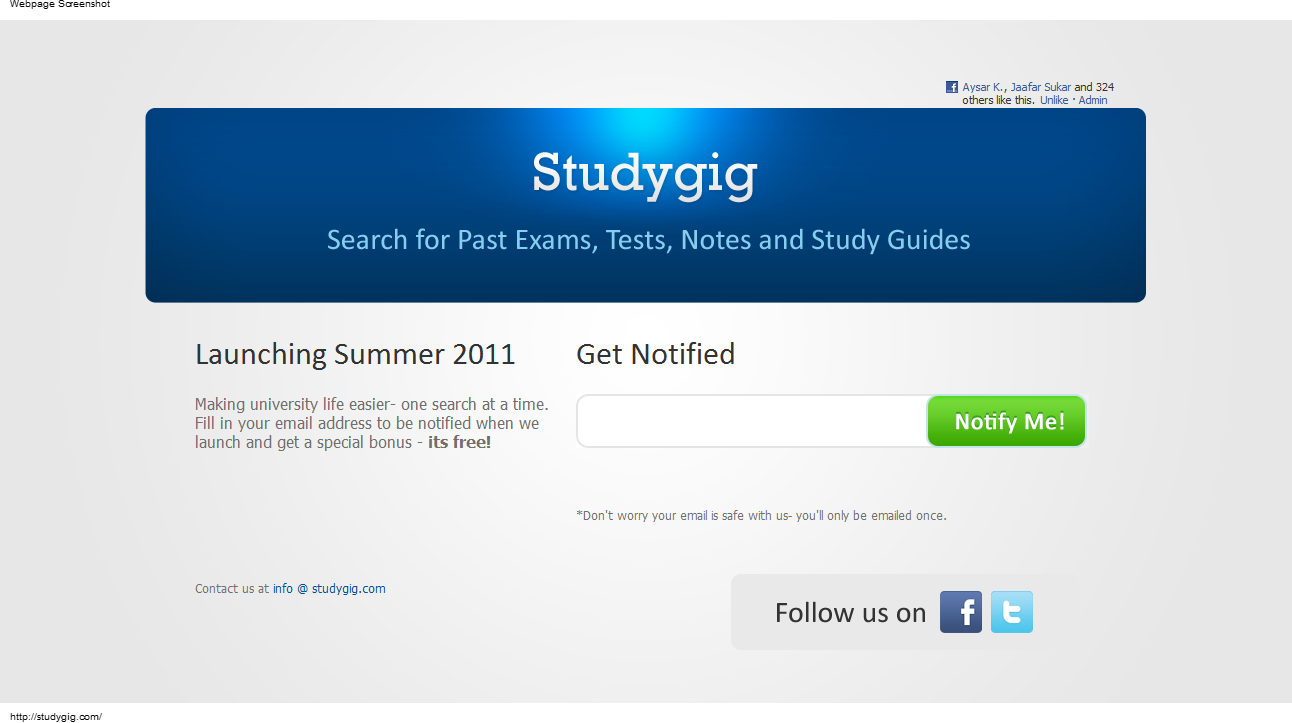 Webpage Screenshot
Aysar K., Jaafar Sukar and 324
others like this. Unlike · Admin
Studygig
Search for Past Exams, Tests, Notes and Study Guides
Launching Summer 2011
Making university life easier- one search at a time.
Fill in your email address to be notified when we
launch and get a special bonus - its free!
Get Notified
Notify Me!
*Don't worry your email is safe with us- you'll only be emailed once.
Contact us at info @ studygig.com
Follow us on
http://studygig.com/